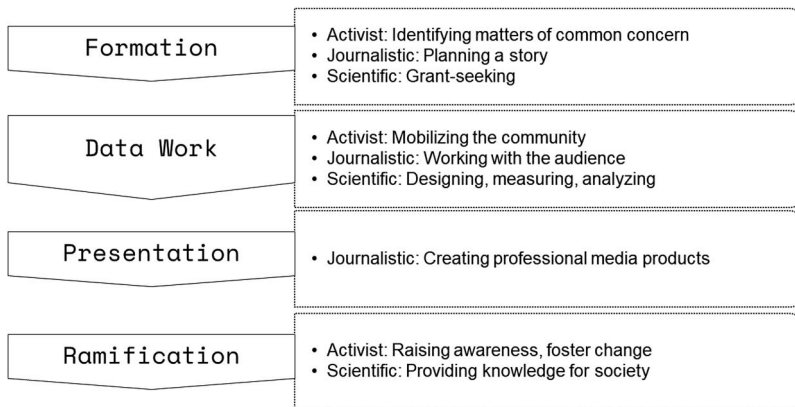 Formation
• Activist: Identifying matters of common concern
• Journalistic: Planning a story
• Scientific: Grant-seeking
Data Work
• Activist: Mobilizing the community
• Journalistic: Working with the audience
• Scientific: Designing, measuring, analyzing
Presentation
• Journalistic: Creating professional media products
Ramification
• Activist: Raising awareness, foster change
• Scientific: Providing knowledge for society